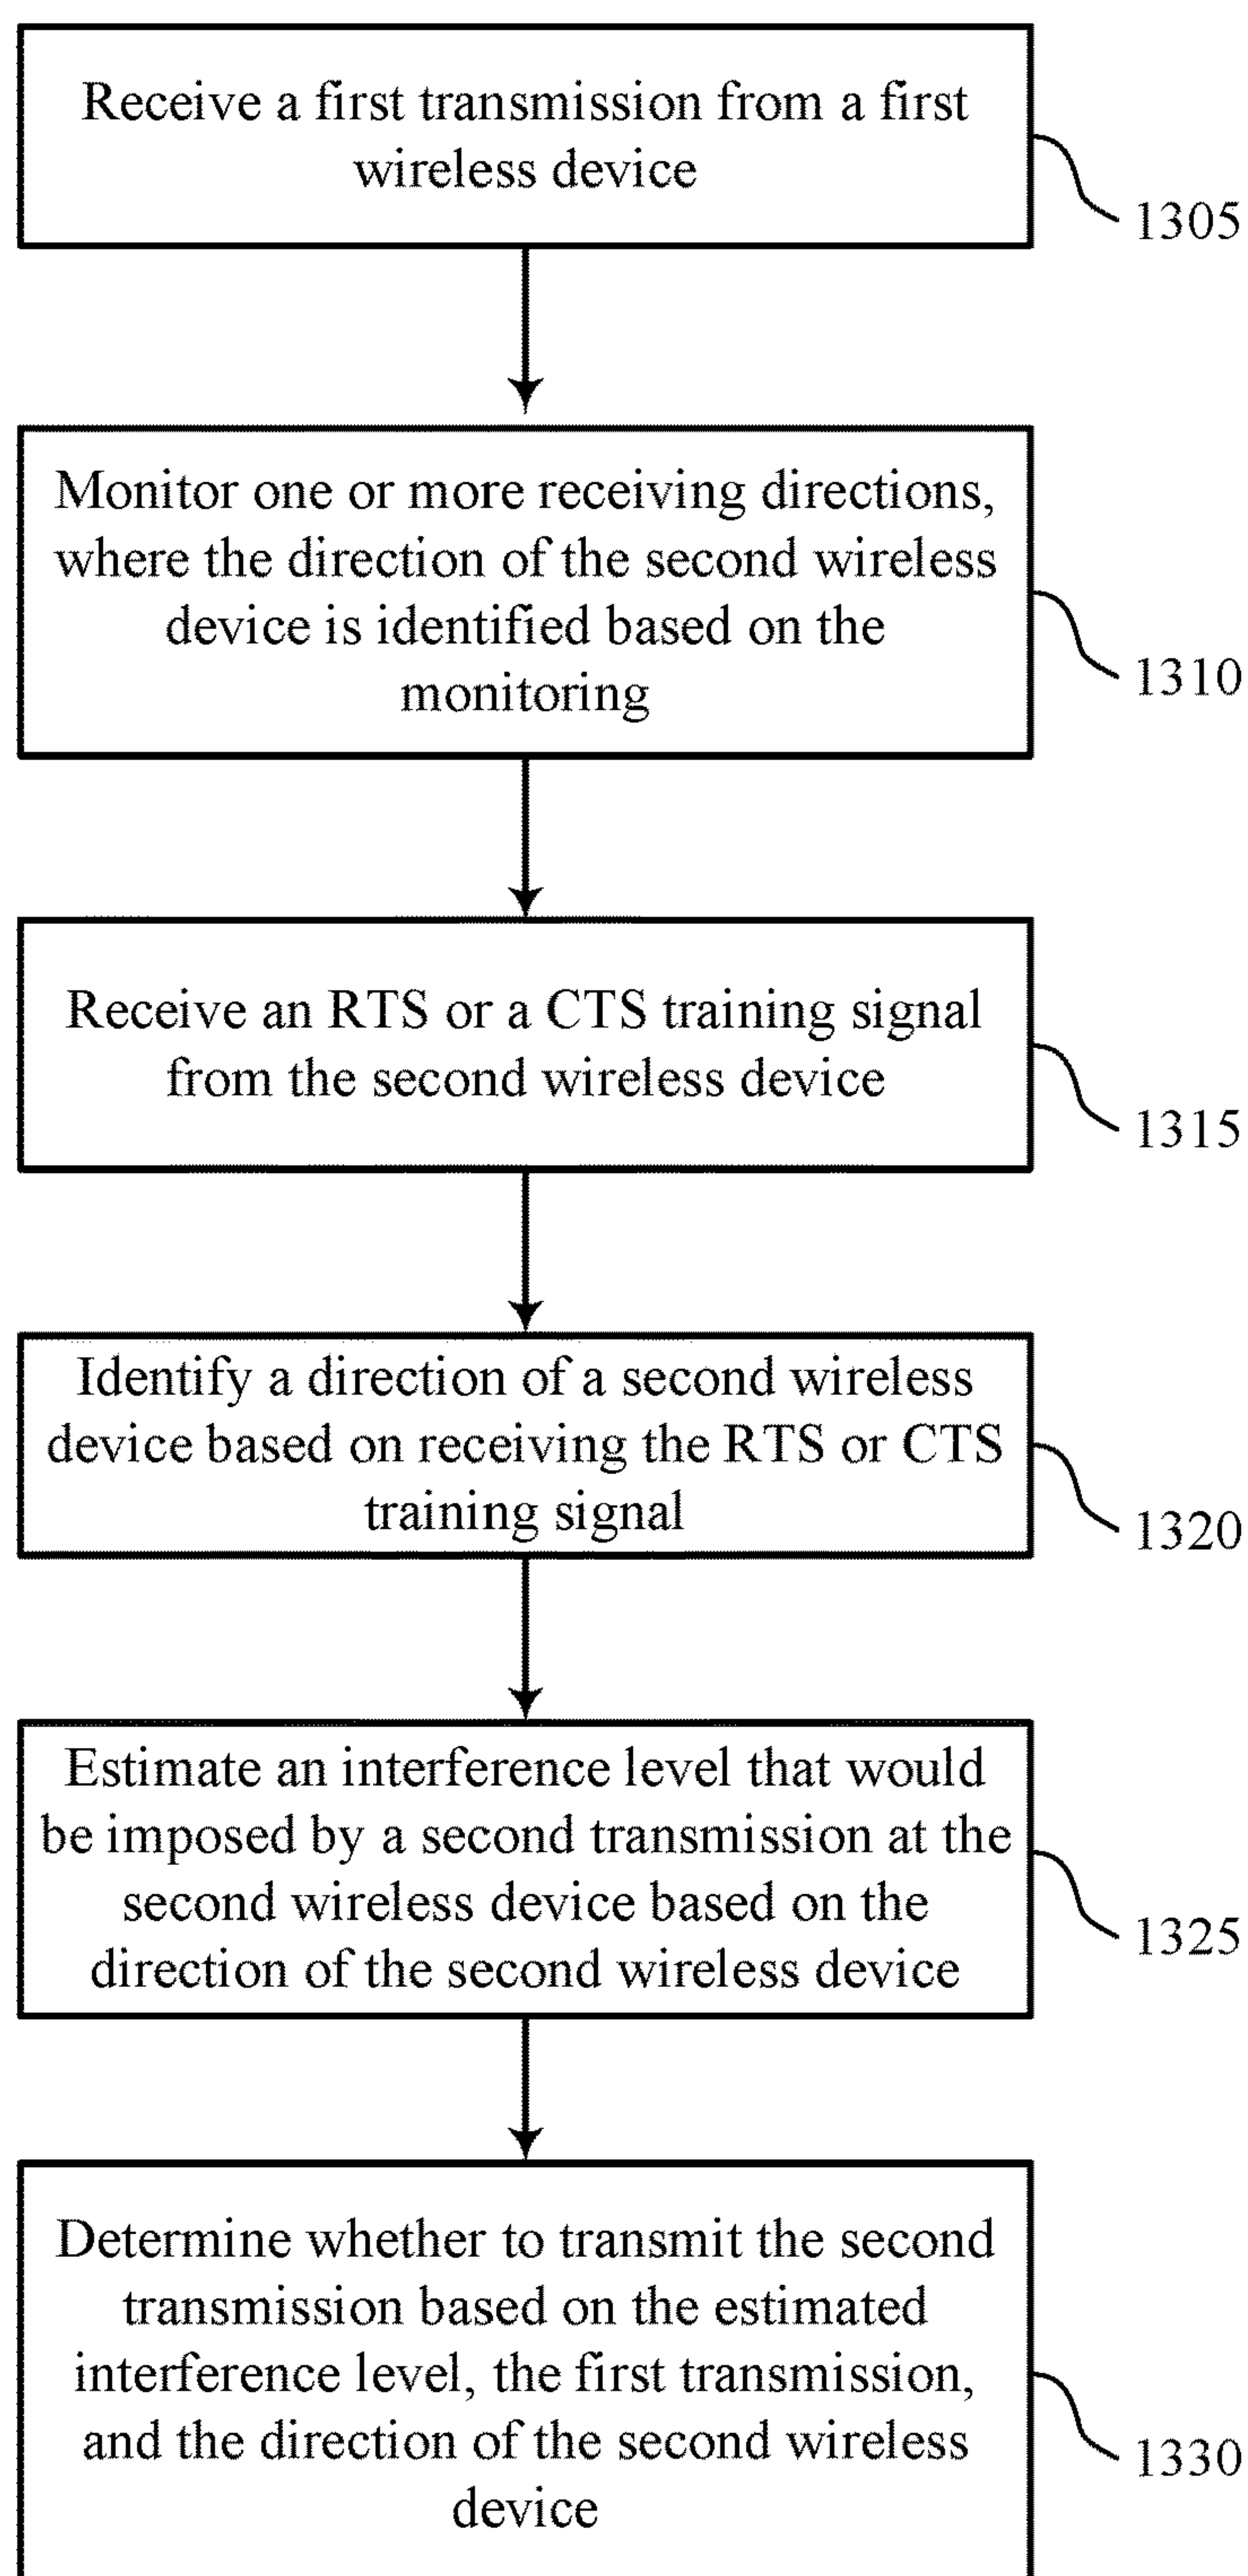 Receive a first transmission from a first
wireless device
1305
Monitor one or more receiving directions,
where the direction of the second wireless
device is identified based on the
monitoring
1310
Receive an RTS or a CTS training signal
from the second wireless device
1315
Identify a direction of a second wireless
device based on receiving the RTS or CTS
training signal
1320
Estimate an interference level that would
be imposed by a second transmission at the
second wireless device based on the
direction of the second wireless device
1325
Determine whether to transmit the second
transmission based on the estimated
interference level, the first transmission,
and the direction of the second wireless
device
1330